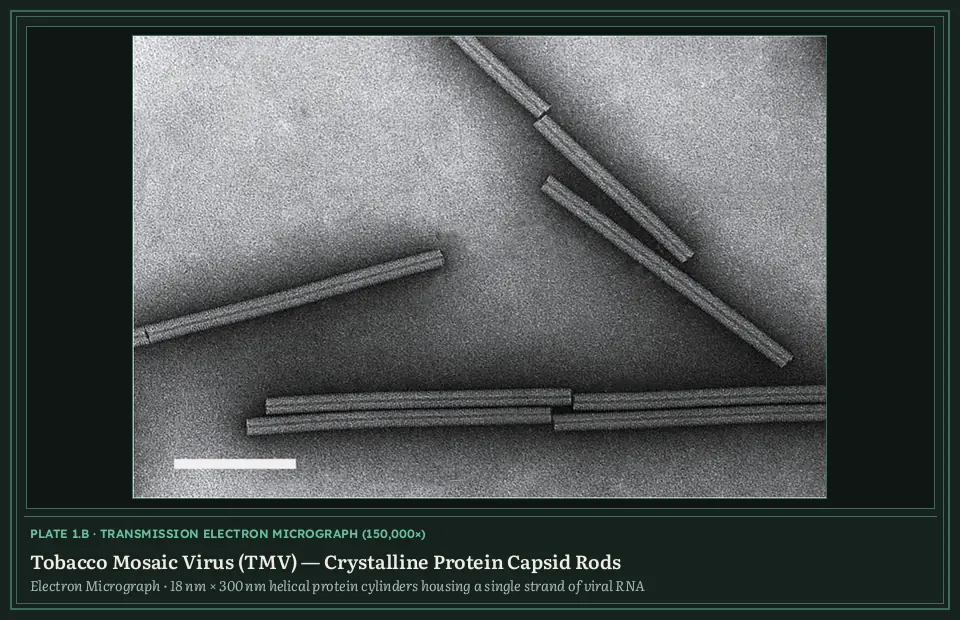 PLATE 1.B · TRANSMISSION ELECTRON MICROGRAPH (150,000×)
Tobacco Mosaic Virus (TMV) — Crystalline Protein Capsid Rods
Electron Micrograph · 18 nm × 300 nm helical protein cylinders housing a single strand of viral RNA